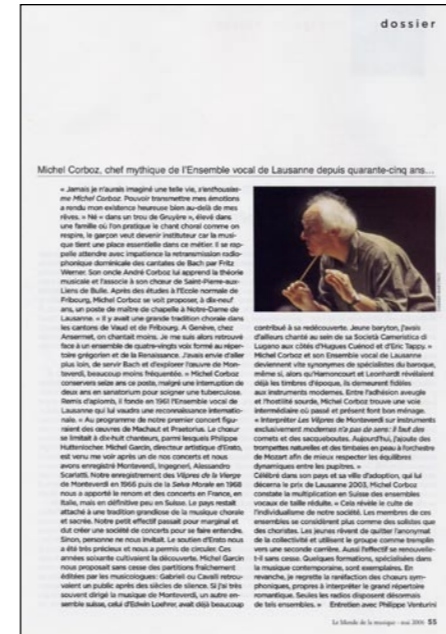 dossier
Michel Corboz, chef mythique de l'Ensemble vocal de Lausanne depuis quarante-cinq ans…
« Jamais je n'aurais imaginé une telle vie, s'enthousias-
me Michel Corboz. Pouvoir transmettre mes émotions
a rendu mon existence heureuse bien au-delà de mes
rêves. » Né « dans un trou de Gruyère », élevé dans
une famille où l'on pratique le chant choral comme on
respire, le garçon veut devenir instituteur car la musi-
que tient une place essentielle dans ce métier. Il se rap-
pelle attendre avec impatience la retransmission radio-
phonique dominicale des cantates de Bach par Fritz
Werner. Son oncle André Corboz lui apprend la théorie
musicale et l'associe à son chœur de Saint-Pierre-aux-
Liens de Bulle. Après des études à l'Ecole normale de
Fribourg, Michel Corboz se voit proposer, à dix-neuf
ans, un poste de maître de chapelle à Notre-Dame de
Lausanne. « Il y avait une grande tradition chorale dans
les cantons de Vaud et de Fribourg. A Genève, chez
Ansermet, on chantait moins. Je me suis alors retrouvé
face à un ensemble de quatre-vingts voix formé au réper-
toire grégorien et de la Renaissance. J'avais envie d'aller
plus loin, de servir Bach et d'explorer l'œuvre de Mon-
teverdi, beaucoup moins fréquentée. » Michel Corboz
conservera seize ans ce poste, malgré une interruption de
deux ans en sanatorium pour soigner une tuberculose.
Remis d'aplomb, il fonde en 1961 l'Ensemble vocal de
Lausanne qui lui vaudra une reconnaissance internatio-
nale. « Au programme de notre premier concert figu-
raient des œuvres de Machaut et Praetorius. Le chœur
se limitait à dix-huit chanteurs, parmi lesquels Philippe
Huttenlocher. Michel Garcin, directeur artistique d'Erato,
est venu me voir après un de nos concerts et nous
avons enregistré Monteverdi, Ingegneri, Alessandro
Scarlatti. Notre enregistrement des Vêpres de la Vierge
de Monteverdi en 1966 puis de la Selva Morale en 1968
nous a apporté le renom et des concerts en France, en
Italie, mais en définitive peu en Suisse. Le pays restait
attaché à une tradition grandiose de la musique chorale
et sacrée. Notre petit effectif passait pour marginal et
dut créer une société de concerts pour se faire entendre.
Sinon, personne ne nous invitait. Le soutien d'Erato nous
a été très précieux et nous a permis de circuler. Ces
années soixante cultivaient la découverte. Michel Garcin
nous proposait sans cesse des partitions fraîchement
éditées par les musicologues : Gabrieli ou Cavalli retrou-
vaient un public après des siècles de silence. Si j'ai très
souvent dirigé la musique de Monteverdi, un autre en-
semble suisse, celui d'Edwin Loehrer, avait déjà beaucoup
contribué à sa redécouverte. Jeune baryton, j'avais
d'ailleurs chanté au sein de sa Società Cameristica di
Lugano aux côtés d'Hugues Cuénod et d'Eric Tappy. »
Michel Corboz et son Ensemble vocal de Lausanne
deviennent vite synonymes de spécialistes du baroque,
même si, alors qu'Harnoncourt et Leonhardt révélaient
déjà les timbres d'époque, ils demeurent fidèles
aux instruments modernes. Entre l'adhésion aveugle
et l'hostilité sourde, Michel Corboz trouve une voie
intermédiaire où passé et présent font bon ménage.
« Interpréter Les Vêpres de Monteverdi sur instruments
exclusivement modernes n'a pas de sens : il faut des
cornets et des sacqueboutes. Aujourd'hui, j'ajoute des
trompettes naturelles et des timbales en peau à l'orchestre
de Mozart afin de mieux respecter les équilibres
dynamiques entre les pupitres. »
Célébré dans son pays et sa ville d'adoption, qui lui
décerna le prix de Lausanne 2003, Michel Corboz
constate la multiplication en Suisse des ensembles
vocaux de taille réduite. « Cela révèle le culte de
l'individualisme de notre société. Les membres de ces
ensembles se considèrent plus comme des solistes que
des choristes. Les jeunes rêvent de quitter l'anonymat
de la collectivité et utilisent le groupe comme tremplin
vers une seconde carrière. Aussi l'effectif se renouvelle-
t-il sans cesse. Quelques formations, spécialisées dans
la musique contemporaine, sont exemplaires. En
revanche, je regrette la raréfaction des chœurs sym-
phoniques, propres à interpréter le grand répertoire
romantique. Seules les radios disposent désormais
de tels ensembles. » Entretien avec Philippe Venturini
Le Monde de la musique - mai 2006 55